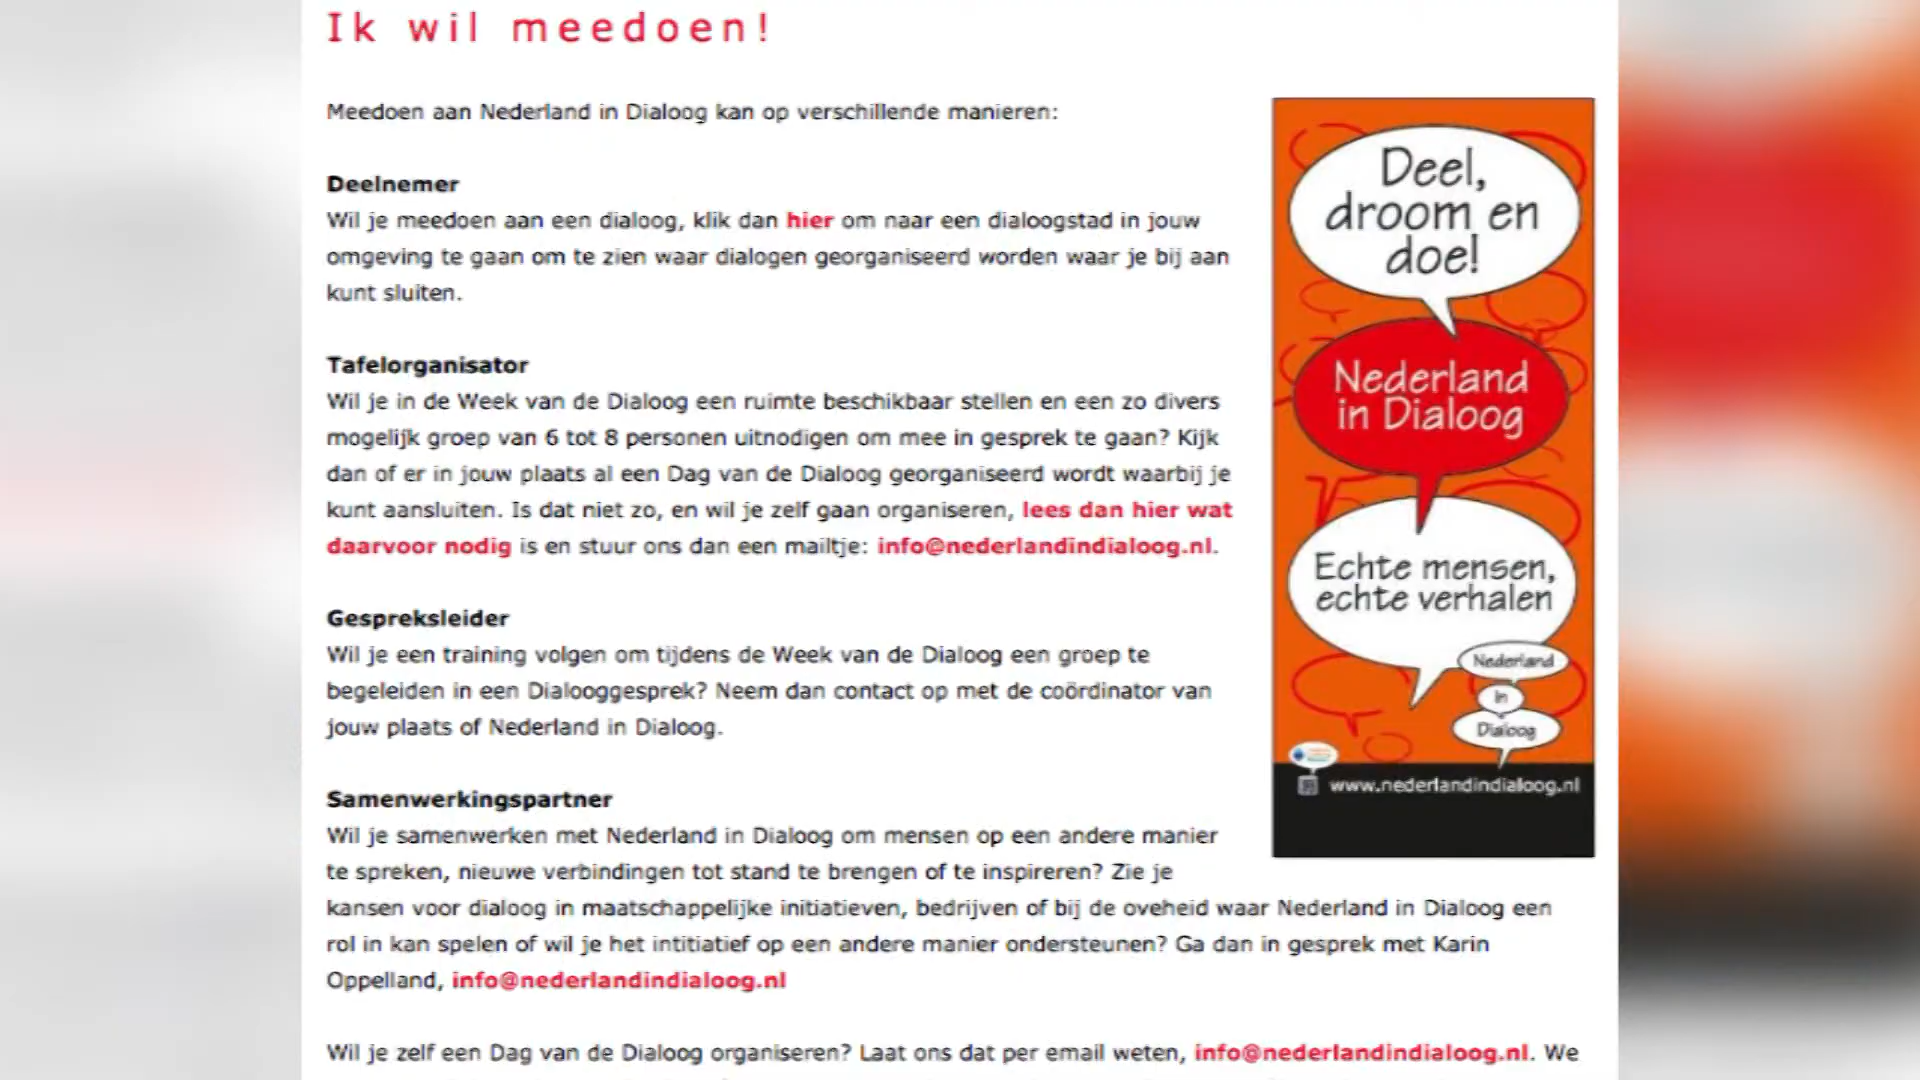 Ik wil meedoen!
Meedoen aan Nederland in Dialoog kan op verschillende manieren:
Deelnemer
Wil je meedoen aan een dialoog, klik dan hier om naar een dialoogstad in jouw
omgeving te gaan om te zien waar dialogen georganiseerd worden waar je bij aan
kunt sluiten.
Tafelorganisator
Wil je in de Week van de Dialoog een ruimte beschikbaar stellen en een zo divers
mogelijk groep van 6 tot 8 personen uitnodigen om mee in gesprek te gaan? Kijk
dan of er in jouw plaats al een Dag van de Dialoog georganiseerd wordt waarbij je
kunt aansluiten. Is dat niet zo, en wil je zelf gaan organiseren, lees dan hier wat
daarvoor nodig is en stuur ons dan een mailtje: info@nederlandindialoog.nl.
Gespreksleider
Wil je een training volgen om tijdens de Week van de Dialoog een groep te
begeleiden in een Dialooggesprek? Neem dan contact op met de coördinator van
jouw plaats of Nederland in Dialoog.
Samenwerkingspartner
Wil je samenwerken met Nederland in Dialoog om mensen op een andere manier
te spreken, nieuwe verbindingen tot stand te brengen of te inspireren? Zie je
kansen voor dialoog in maatschappelijke initiatieven, bedrijven of bij de oveheid waar Nederland in Dialoog een
rol in kan spelen of wil je het intitiatief op een andere manier ondersteunen? Ga dan in gesprek met Karin
Oppelland, info@nederlandindialoog.nl
Wil je zelf een Dag van de Dialoog organiseren? Laat ons dat per email weten, info@nederlandindialoog.nl. We
Deel,
droom en
doe!
Nederland
in Dialoog
Echte mensen,
echte verhalen
Nederland
in
Dialoog
www.nederlandindialoog.nl